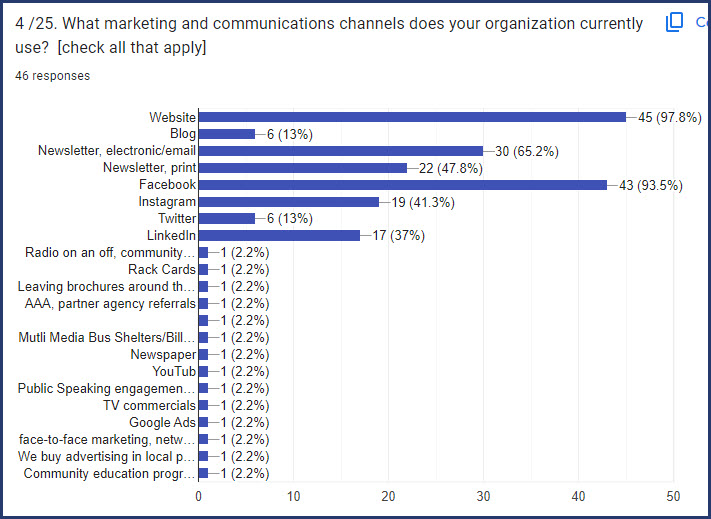 4 /25. What marketing and communications channels does your organization currently
use?  [check all that apply]
46 responses
Website 45 (97.8%)
Blog 6 (13%)
Newsletter, electronic/email 30 (65.2%)
Newsletter, print 22 (47.8%)
Facebook 43 (93.5%)
Instagram 19 (41.3%)
Twitter 6 (13%)
LinkedIn 17 (37%)
Radio on an off, community… 1 (2.2%)
Rack Cards 1 (2.2%)
Leaving brochures around th… 1 (2.2%)
AAA, partner agency referrals 1 (2.2%)
1 (2.2%)
Mutli Media Bus Shelters/Bill… 1 (2.2%)
Newspaper 1 (2.2%)
YouTub 1 (2.2%)
Public Speaking engagemen… 1 (2.2%)
TV commercials 1 (2.2%)
Google Ads 1 (2.2%)
face-to-face marketing, netw… 1 (2.2%)
We buy advertising in local p… 1 (2.2%)
Community education progr… 1 (2.2%)
0 10 20 30 40 50